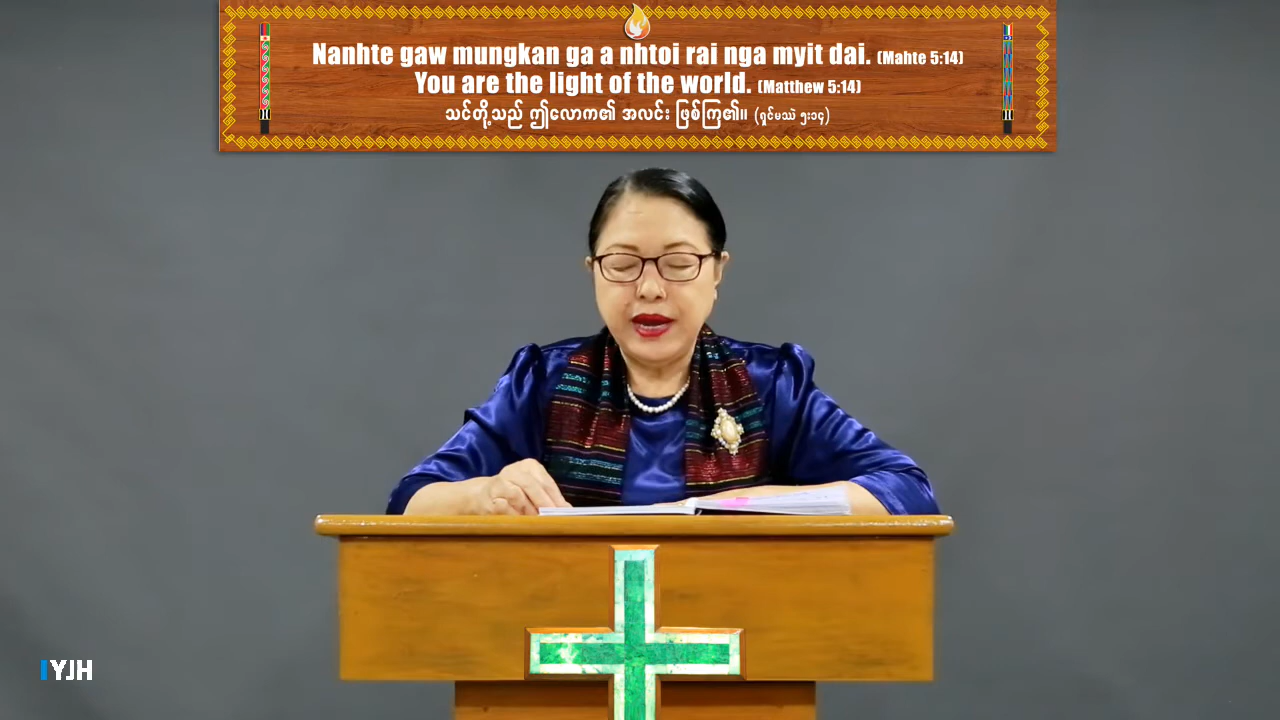 Nanhte gaw mungkan ga a nhtoi rai nga myit dai. (Mahte 5:14)
You are the light of the world. (Matthew 5:14)
သင်တို့သည် ဤလောက၏ အလင်း ဖြစ်ကြ၏။ (ရှင်မဿဲ ၅း၁၄)
YJH